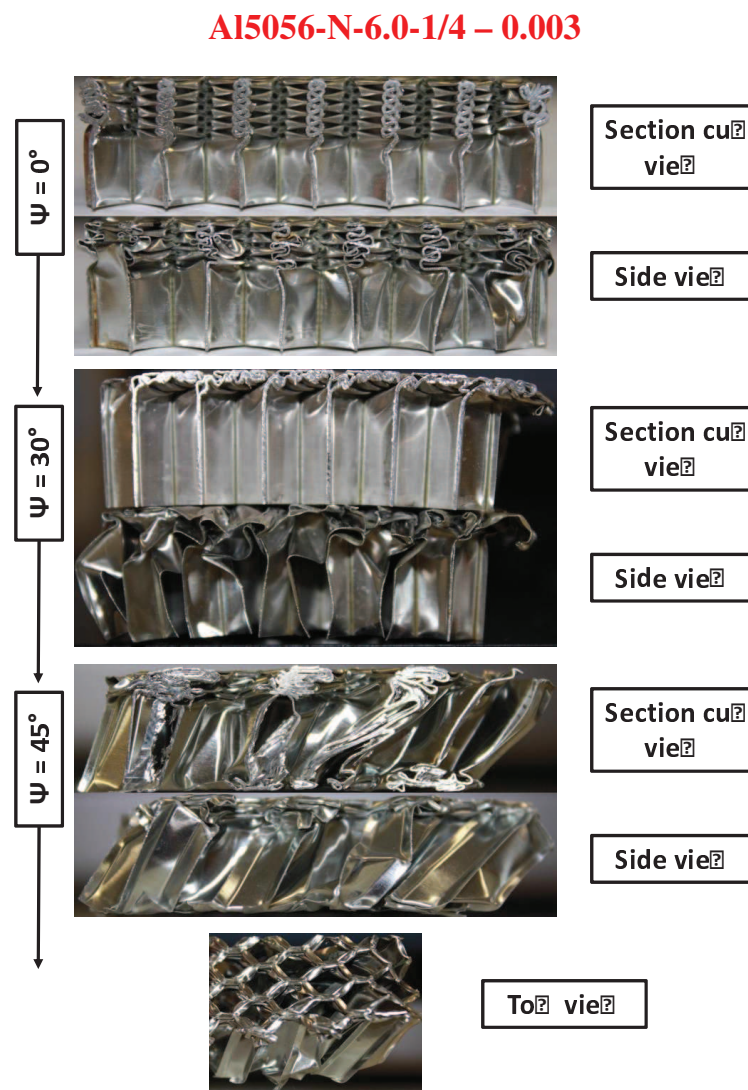 Al5056-N-6.0-1/4 – 0.003
Ψ = 0°
Section cu⍰
vie⍰
Side vie⍰
Ψ = 30°
Section cu⍰
vie⍰
Side vie⍰
Ψ = 45°
Section cu⍰
vie⍰
Side vie⍰
To⍰ vie⍰